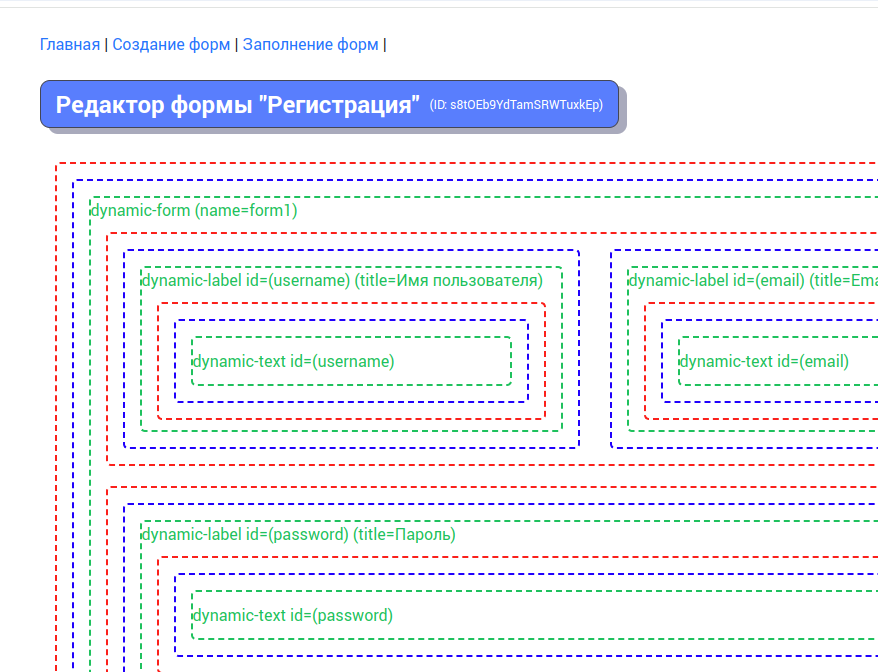 Главная | Создание форм | Заполнение форм |
Редактор формы "Регистрация" (ID: s8tOEb9YdTamSRWTuxkEp)
dynamic-form (name=form1)
dynamic-label id=(username) (title=Имя пользователя)
dynamic-label id=(email) (title=Ema
dynamic-text id=(username)
dynamic-text id=(email)
dynamic-label id=(password) (title=Пароль)
dynamic-text id=(password)